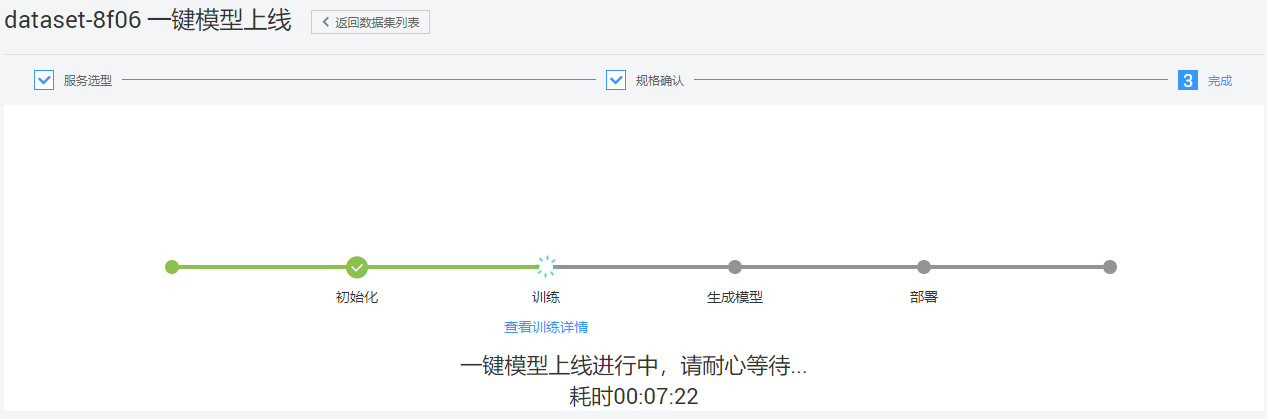 dataset-8f06 一键模型上线 返回数据集列表
服务选型 规格确认 3 完成
初始化 训练 生成模型 部署
查看训练详情
一键模型上线进行中，请耐心等待...
耗时00:07:22